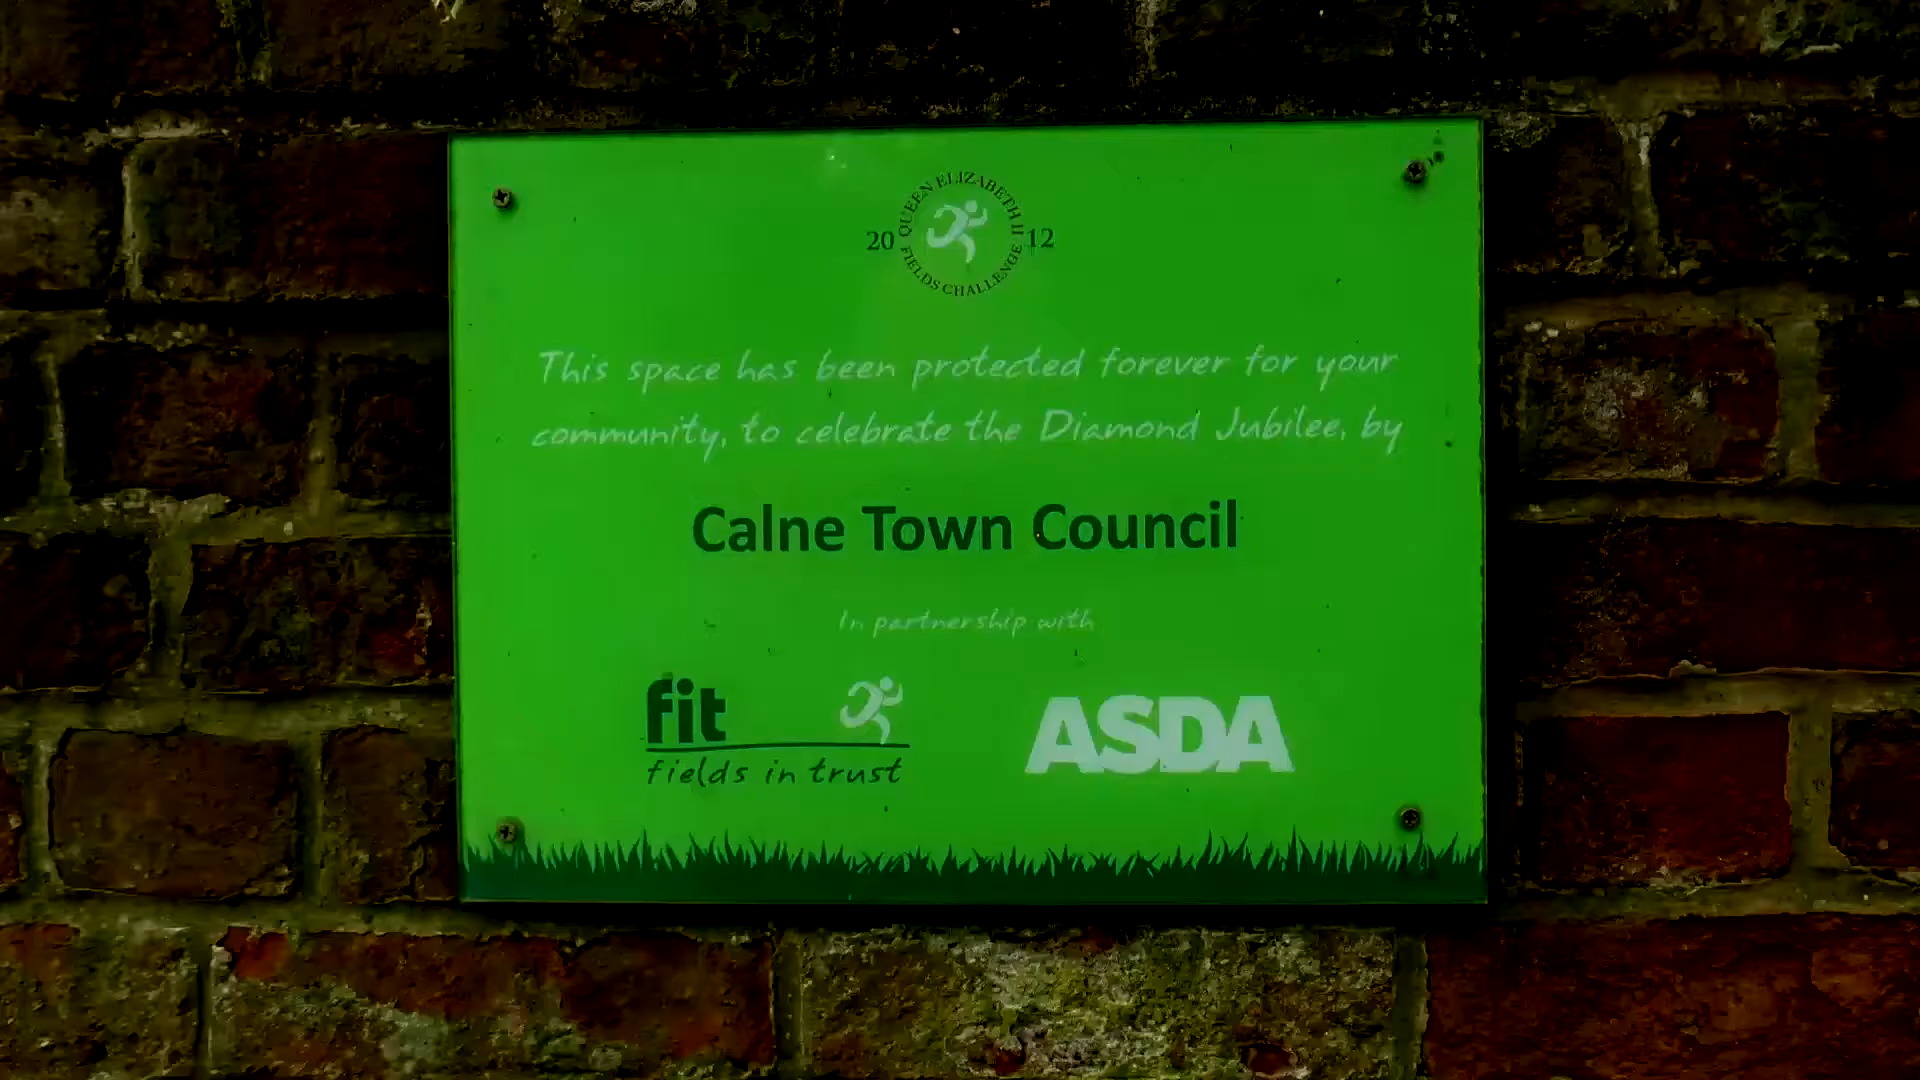 QUEEN ELIZABETH II
20 12
FIELDS CHALLENGE
This space has been protected forever for your
community, to celebrate the Diamond Jubilee, by
Calne Town Council
In partnership with
fit
fields in trust
ASDA